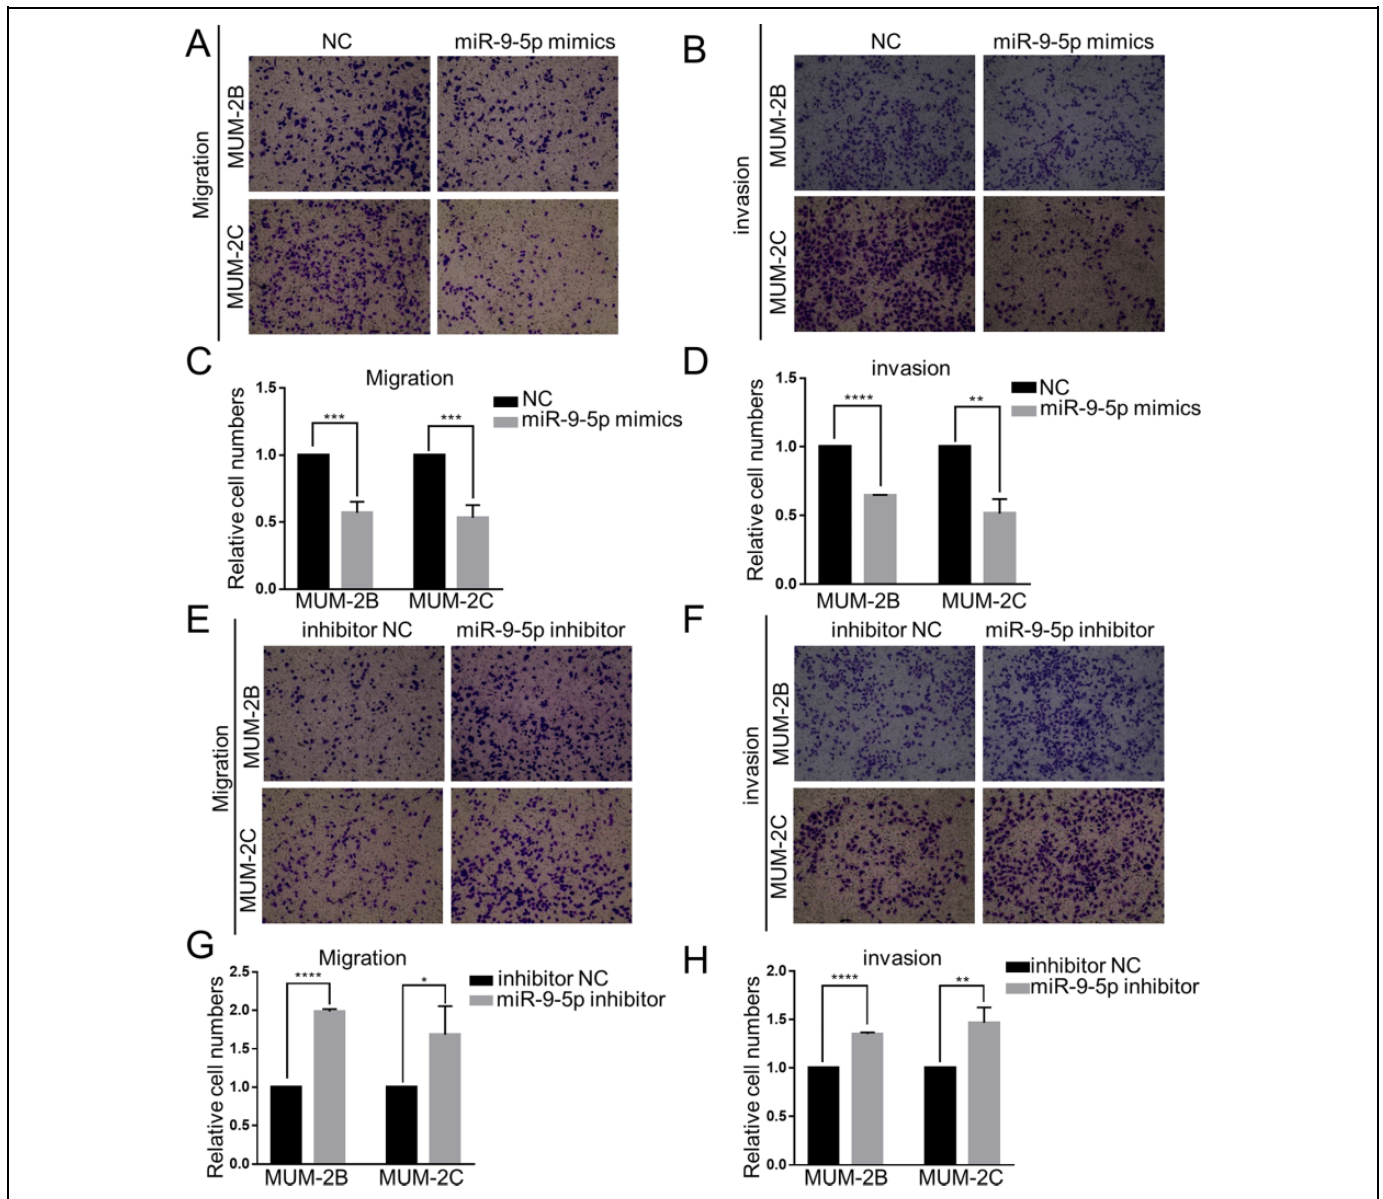 A
NC
miR-9-5p mimics
Migration
MUM-2B
MUM-2C
B
NC
miR-9-5p mimics
invasion
MUM-2B
MUM-2C
C
Migration
NC
miR-9-5p mimics
Relative cell numbers
1.5
1.0
0.5
0.0
***
***
MUM-2B
MUM-2C
D
invasion
NC
miR-9-5p mimics
Relative cell numbers
1.5
1.0
0.5
0.0
****
**
MUM-2B
MUM-2C
E
inhibitor NC
miR-9-5p inhibitor
Migration
MUM-2B
MUM-2C
F
inhibitor NC
miR-9-5p inhibitor
invasion
MUM-2B
MUM-2C
G
Migration
inhibitor NC
miR-9-5p inhibitor
Relative cell numbers
2.5
2.0
1.5
1.0
0.5
0.0
****
*
MUM-2B
MUM-2C
H
invasion
inhibitor NC
miR-9-5p inhibitor
Relative cell numbers
2.0
1.5
1.0
0.5
0.0
****
**
MUM-2B
MUM-2C